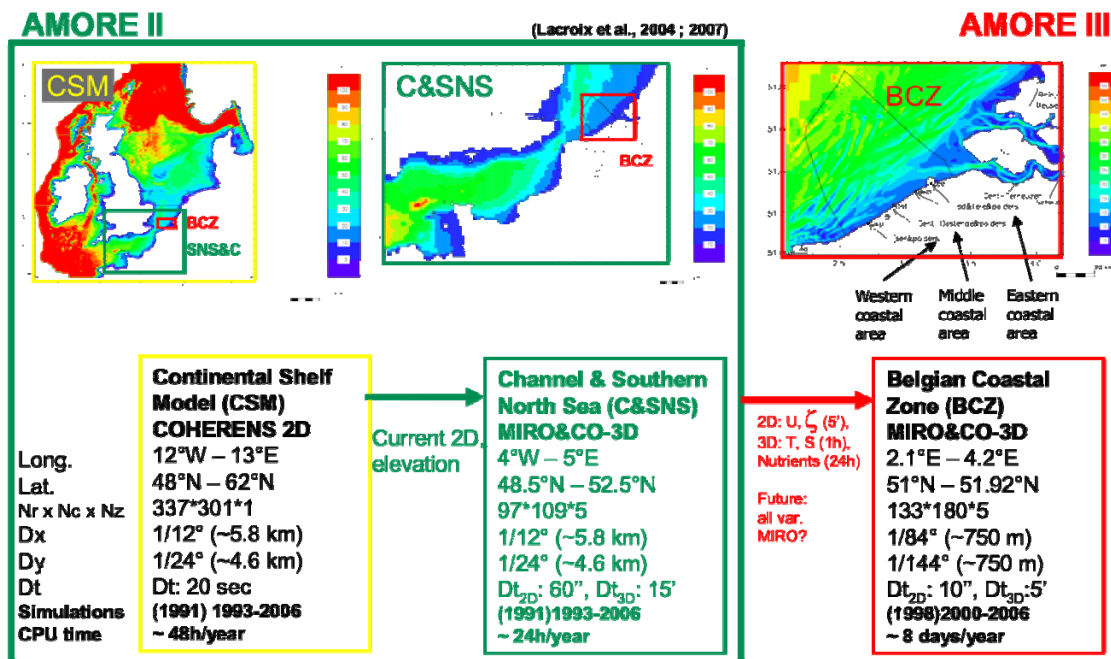 AMORE II
(Lacroix et al., 2004 ; 2007)
AMORE III
CSM
BCZ
SNS&C
C&SNS
BCZ
BCZ
Western coastal area
Middle coastal area
Eastern coastal area
Continental Shelf
Model (CSM)
COHERENS 2D
Long.
12°W – 13°E
Lat.
48°N – 62°N
Nr x Nc x Nz
337*301*1
Dx
1/12° (~5.8 km)
Dy
1/24° (~4.6 km)
Dt
Dt: 20 sec
Simulations
(1991) 1993-2006
CPU time
~ 48h/year
Current 2D,
elevation
Channel & Southern
North Sea (C&SNS)
MIRO&CO-3D
4°W – 5°E
48.5°N – 52.5°N
97*109*5
1/12° (~5.8 km)
1/24° (~4.6 km)
Dt2D: 60”, Dt3D: 15’
(1991)1993-2006
~ 24h/year
2D: U, ζ (5’),
3D: T, S (1h)
Nutrients (24h)
Future:
all var.
MIRO?
Belgian Coastal
Zone (BCZ)
MIRO&CO-3D
2.1°E – 4.2°E
51°N – 51.92°N
133*180*5
1/84° (~750 m)
1/144° (~750 m)
Dt2D: 10”, Dt3D:5’
(1998)2000-2006
~ 8 days/year